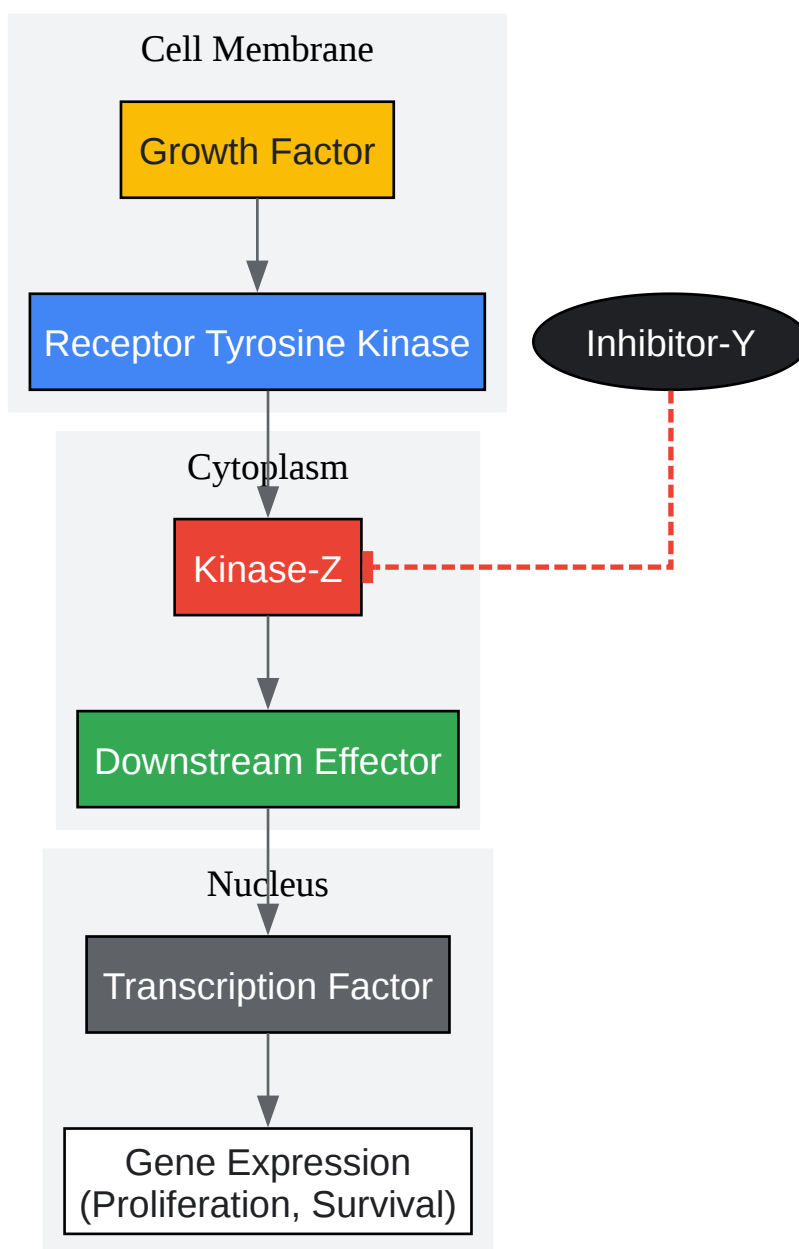 Cell Membrane
Growth Factor
Receptor Tyrosine Kinase
Inhibitor-Y
Cytoplasm
Kinase-Z
Downstream Effector
Nucleus
Transcription Factor
Gene Expression
(Proliferation, Survival)